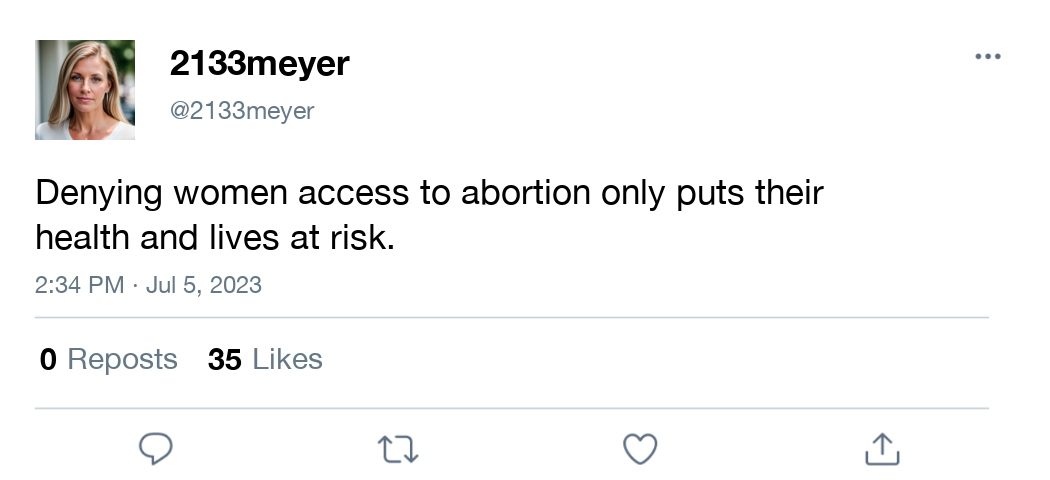 2133meyer
@2133meyer
Denying women access to abortion only puts their
health and lives at risk.
2:34 PM · Jul 5, 2023
0 Reposts 35 Likes